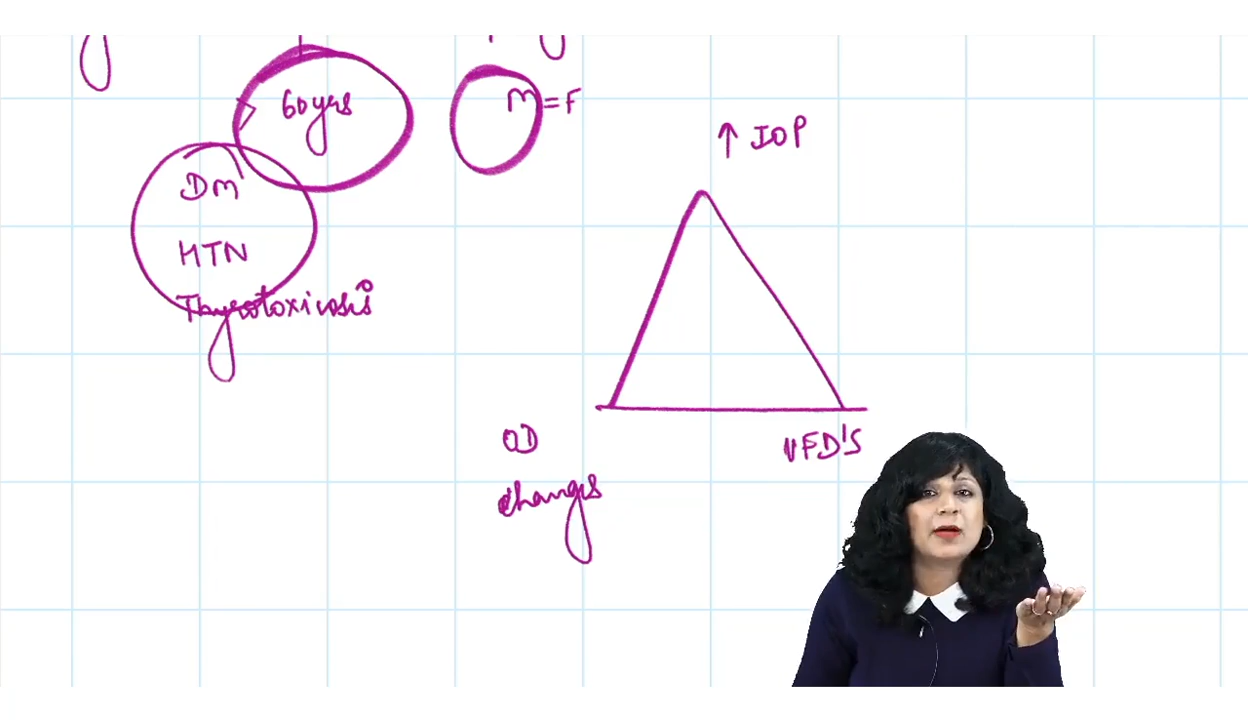 > 60yrs
M = F
↑ IOP
DM
HTN
Thyrotoxicosis
OD
changes
VFD's